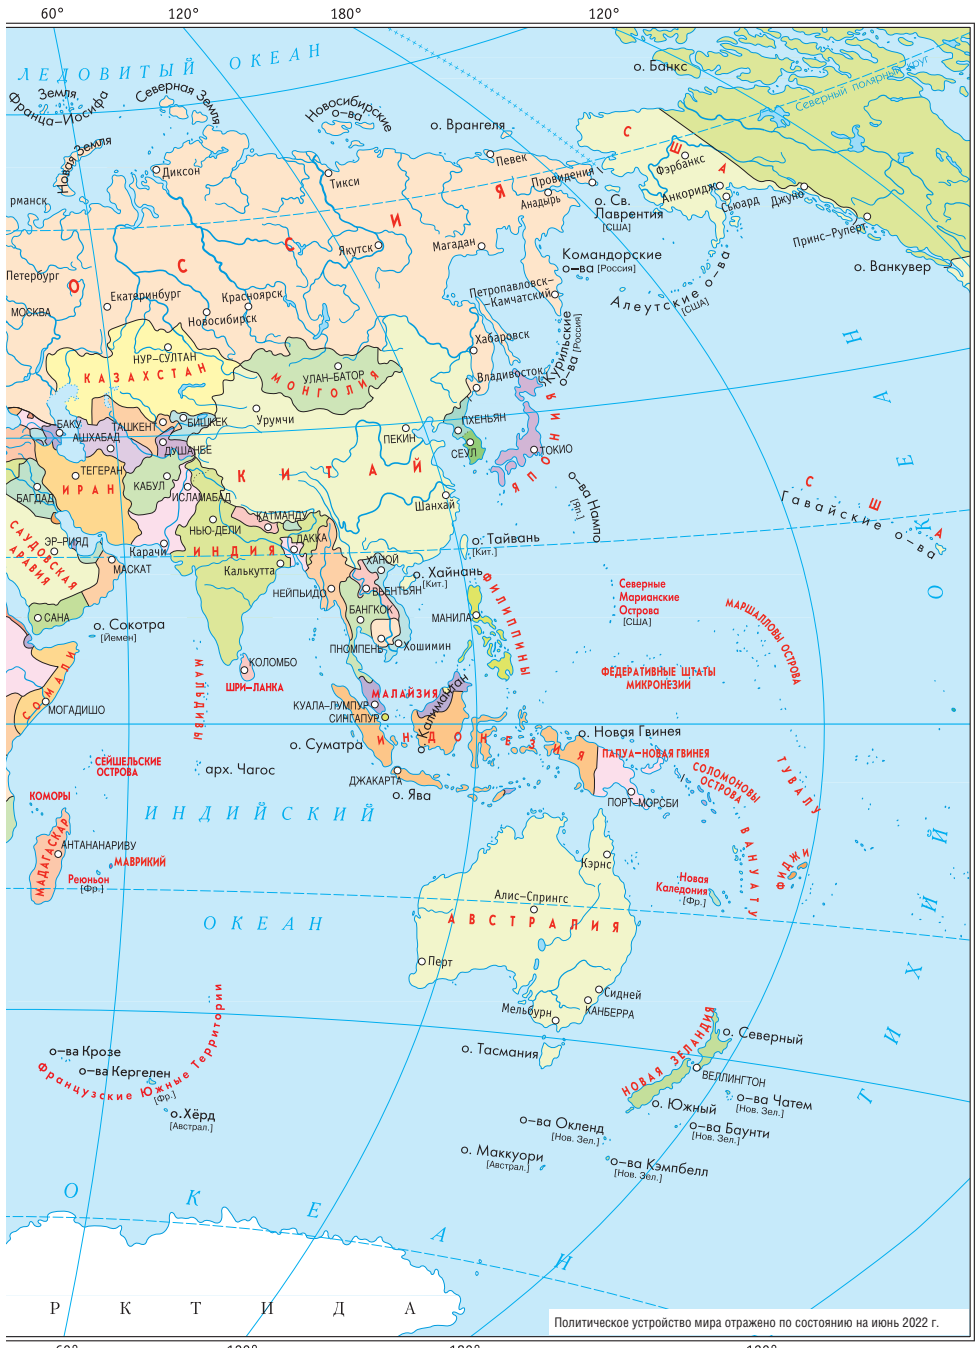 60°
120°
180°
120°
ЛЕДОВИТЫЙ ОКЕАН
Земля
Франца–Иосифа
Северная Земля
Новосибирские
о–ва
о. Врангеля
о. Банкс
Северный полярный круг
Новая Земля
Диксон
Тикси
Певек
Провидения
Анадырь
о. Св.
Лаврентия
[США]
США
Фэрбанкс
Анкоридж
Сьюард
Джуно
Принс–Руперт
о. Ванкувер
рманск
РОССИЯ
Якутск
Магадан
Командорские
о–ва [Россия]
Алеутские о–ва
[США]
Петербург
МОСКВА
Екатеринбург
Красноярск
Новосибирск
Петропавловск–
–Камчатский
Хабаровск
Владивосток
Курильские
о–ва [Россия]
НУР–СУЛТАН
КАЗАХСТАН
УЛАН–БАТОР
МОНГОЛИЯ
БАКУ
АШХАБАД
ТАШКЕНТ
БИШКЕК
ДУШАНБЕ
Урумчи
ПЕКИН
ПХЕНЬЯН
СЕУЛ
ТОКИО
ЯПОНИЯ
ТЕГЕРАН
ИРАН
БАГДАД
КАБУЛ
ИСЛАМАБАД
КИТАЙ
Шанхай
о–ва Нампо
[Яп.]
США
Гавайские о–ва
САУДОВСКАЯ
АРАВИЯ
ЭР–РИЯД
МАСКАТ
Карачи
НЬЮ–ДЕЛИ
КАТМАНДУ
ИНДИЯ
ДАККА
Калькутта
НЕЙПЬИДО
ХАНОЙ
ВЬЕНТЬЯН
о. Тайвань
[Кит.]
о. Хайнань
[Кит.]
САНА
о. Сокотра
[Йемен]
БАНГКОК
ПНОМПЕНЬ
Хошимин
МАНИЛА
ФИЛИППИНЫ
Северные
Марианские
Острова
[США]
МАРШАЛЛОВЫ ОСТРОВА
ФЕДЕРАТИВНЫЕ ШТАТЫ
МИКРОНЕЗИИ
СОМАЛИ
МОГАДИШО
МАЛЬДИВЫ
КОЛОМБО
ШРИ–ЛАНКА
МАЛАЙЗИЯ
КУАЛА–ЛУМПУР
СИНГАПУР
Калимантан
ИНДОНЕЗИЯ
о. Суматра
ДЖАКАРТА
о. Ява
о. Новая Гвинея
ПАПУА–НОВАЯ ГВИНЕЯ
ПОРТ–МОРСБИ
СОЛОМОНОВЫ
ОСТРОВА
ТУВАЛУ
СЕЙШЕЛЬСКИЕ
ОСТРОВА
арх. Чагос
КОМОРЫ
ИНДИЙСКИЙ
ОКЕАН
АНТАНАНАРИВУ
МАДАГАСКАР
МАВРИКИЙ
Реюньон
[Фр.]
Кэрнс
Алис–Спрингс
АВСТРАЛИЯ
Перт
Сидней
КАНБЕРРА
Мельбурн
о. Тасмания
Новая
Каледония
[Фр.]
ВАНУАТУ
ФИДЖИ
ТИХИЙ ОКЕАН
о–ва Крозе
о–ва Кергелен
[Фр.]
Французские Южные Территории
о.Хёрд
[Австрал.]
НОВАЯ ЗЕЛАНДИЯ
о. Северный
ВЕЛЛИНГТОН
о. Южный
о–ва Чатем
[Нов. Зел.]
о–ва Баунти
[Нов. Зел.]
о–ва Окленд
[Нов. Зел.]
о. Маккуори
[Австрал.]
о–ва Кэмпбелл
[Нов. Зел.]
ОКЕАН
РКТИДА
Политическое устройство мира отражено по состоянию на июнь 2022 г.